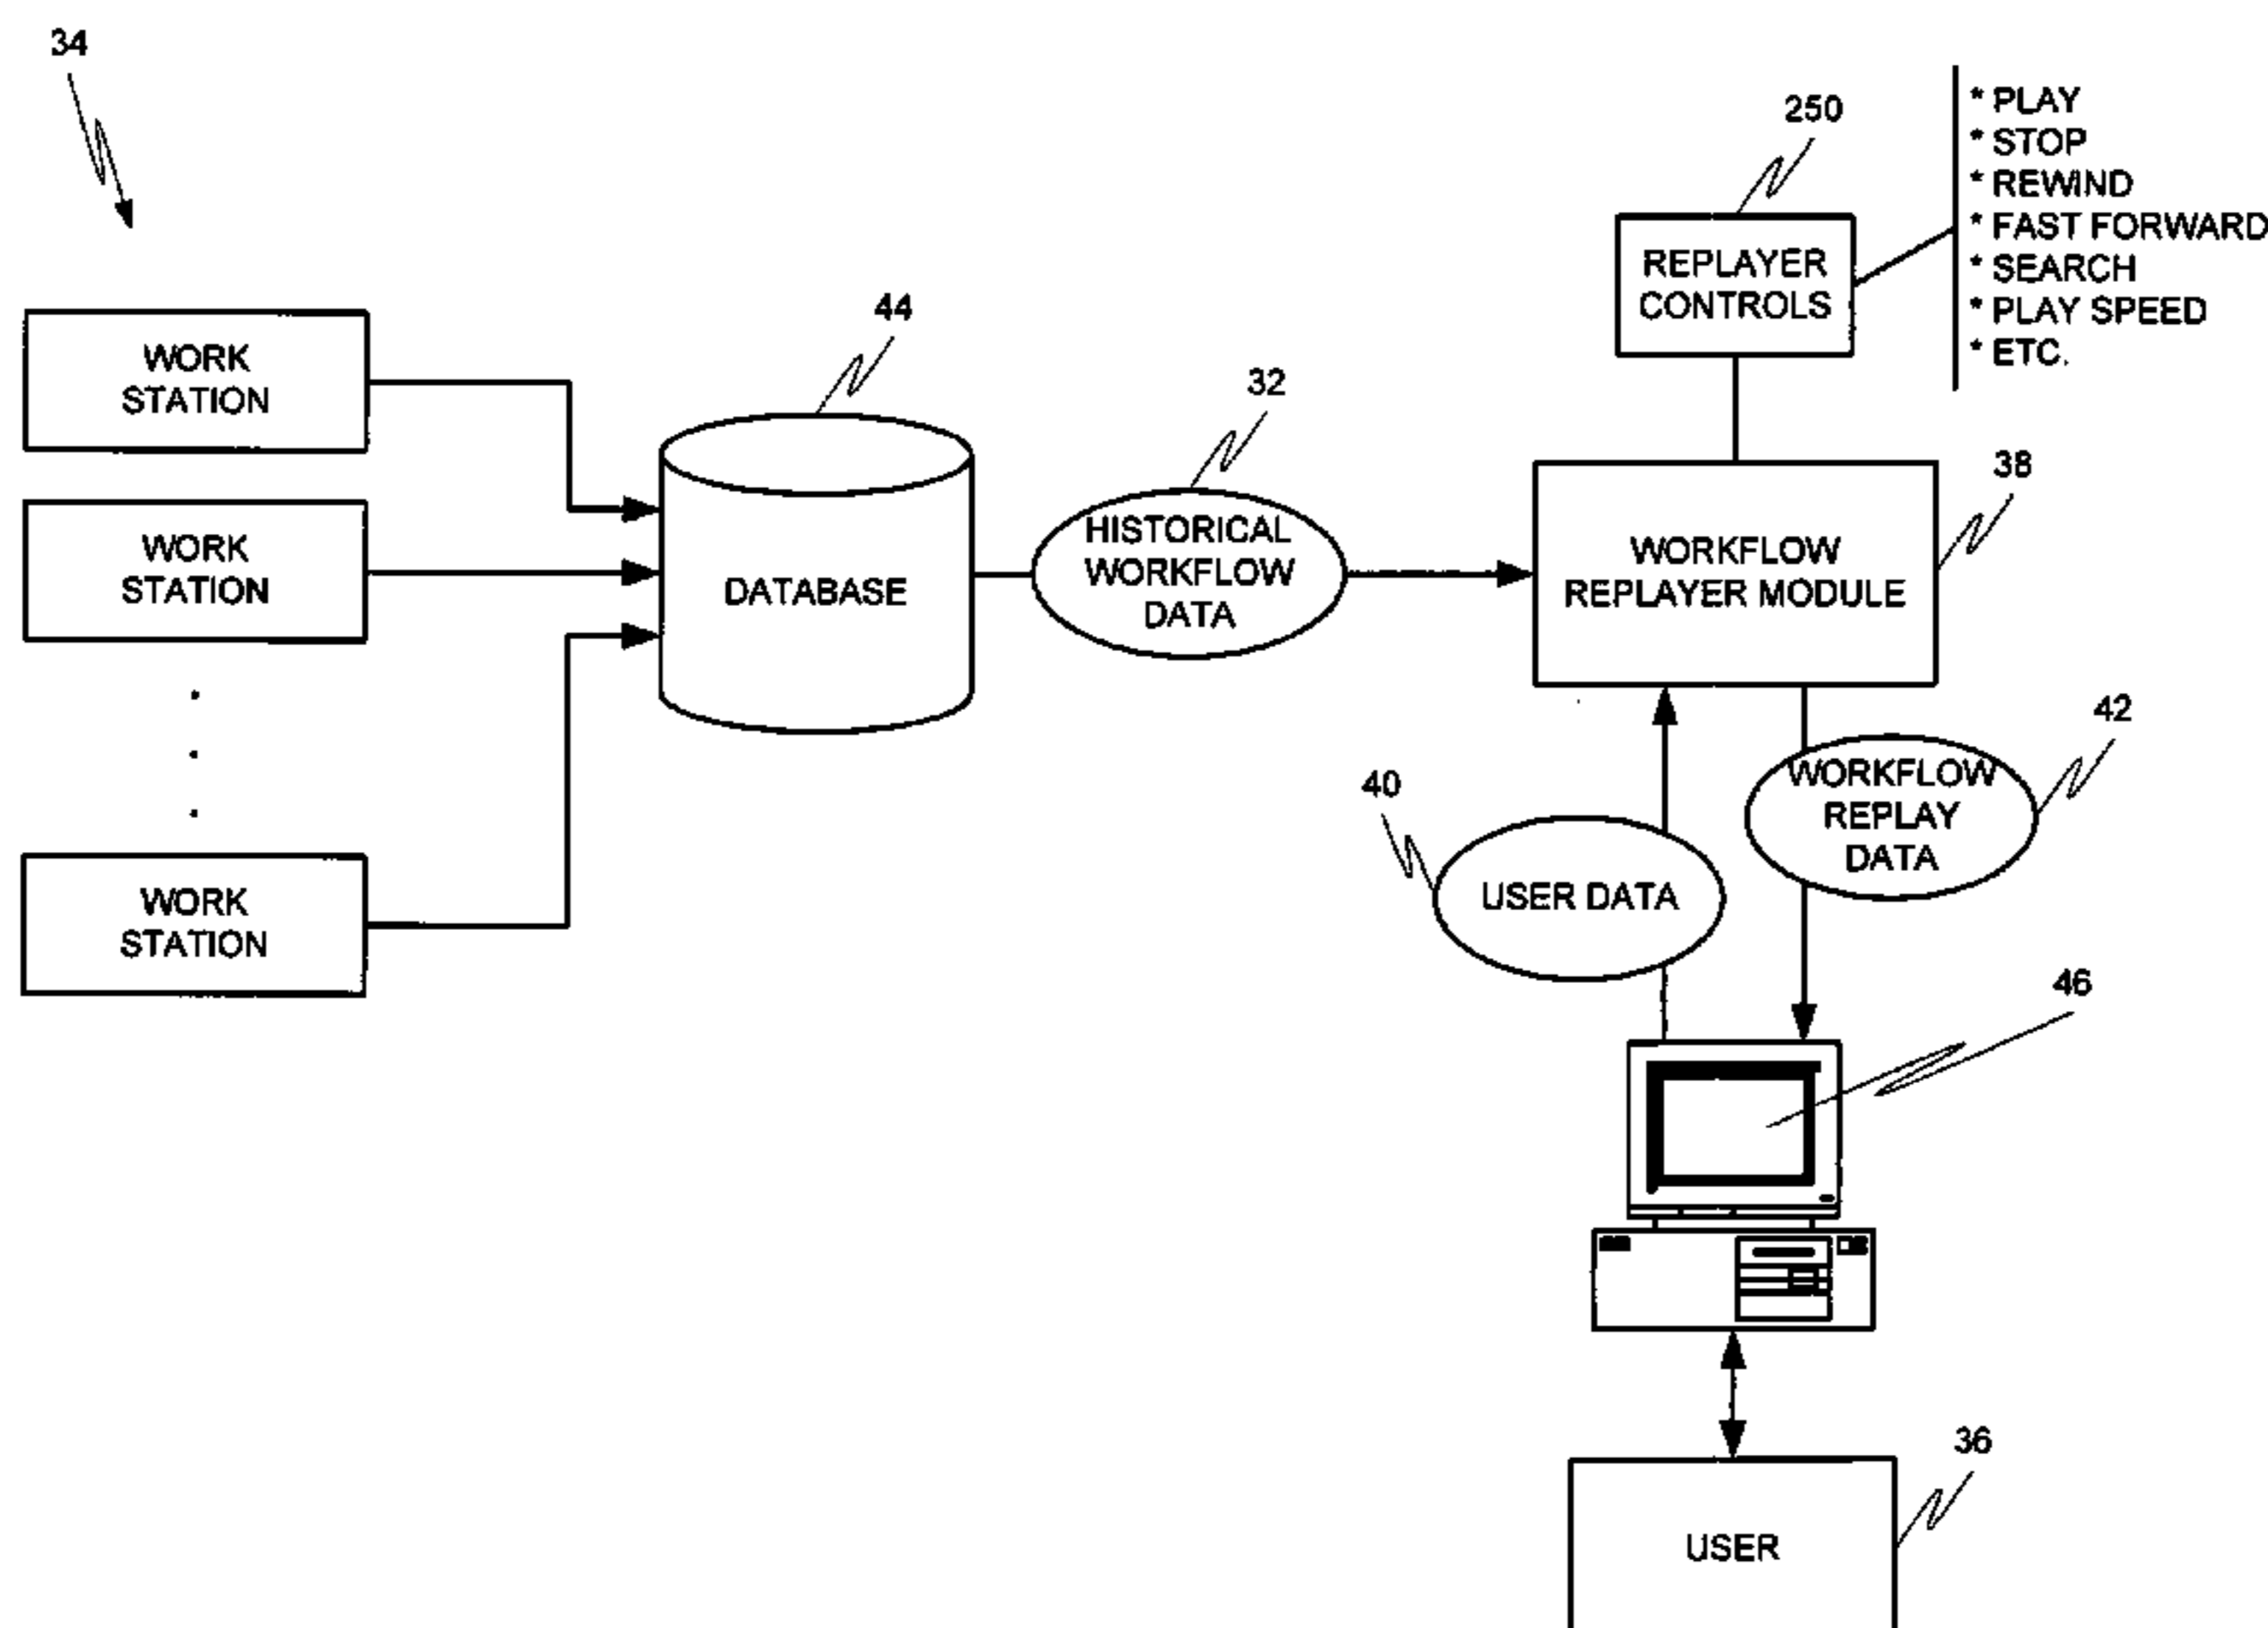 34
250
* PLAY
* STOP
* REWIND
* FAST FORWARD
* SEARCH
* PLAY SPEED
* ETC.
REPLAYER
CONTROLS
WORK
STATION
44
32
38
WORK
STATION
DATABASE
HISTORICAL
WORKFLOW
DATA
WORKFLOW
REPLAYER MODULE
42
40
WORKFLOW
REPLAY
DATA
USER DATA
WORK
STATION
46
36
USER